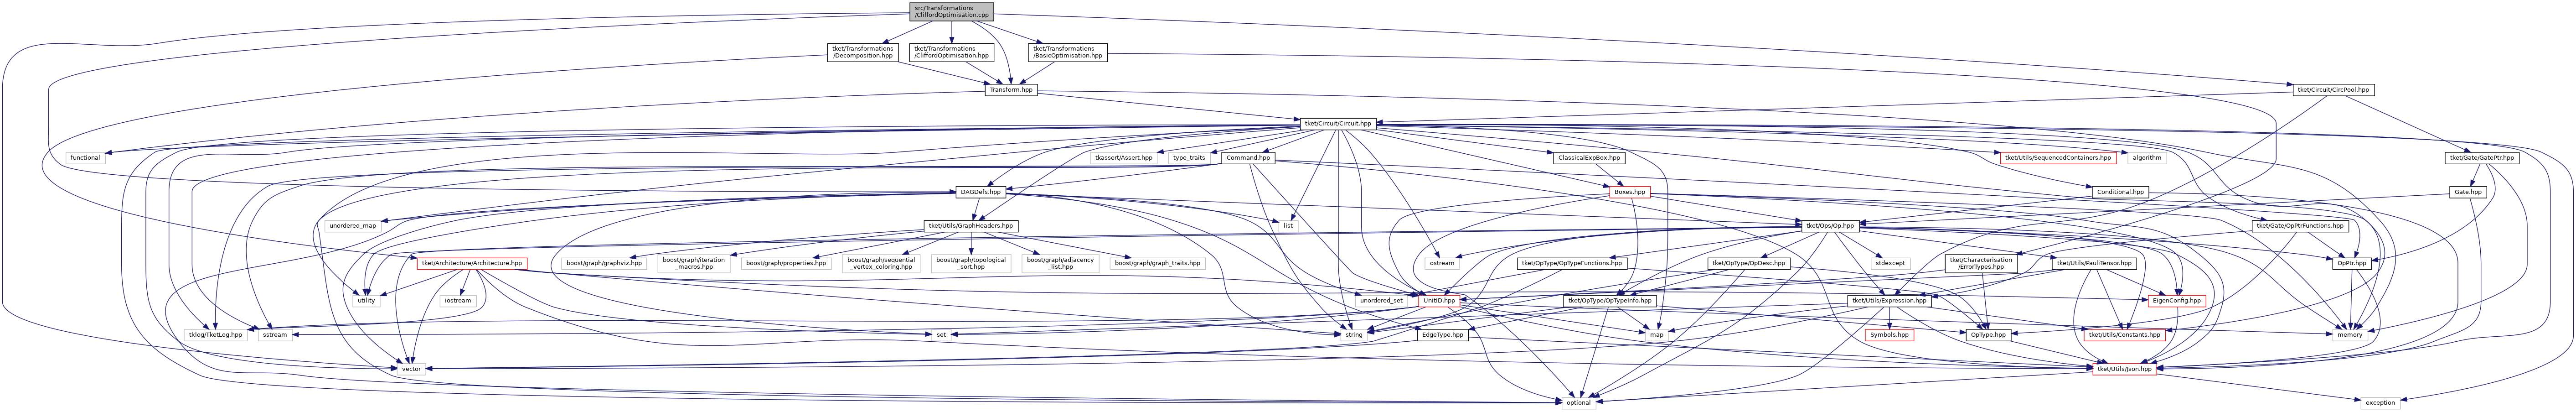 src/Transformations
/CliffordOptimisation.cpp
tket/Transformations
/Decomposition.hpp
tket/Transformations
/CliffordOptimisation.hpp
tket/Transformations
/BasicOptimisation.hpp
Transform.hpp
tket/Circuit/CircPool.hpp
tket/Circuit/Circuit.hpp
functional
tkassert/Assert.hpp
type_traits
Command.hpp
ClassicalExpBox.hpp
tket/Utils/SequencedContainers.hpp
algorithm
tket/Gate/GatePtr.hpp
DAGDefs.hpp
Boxes.hpp
Conditional.hpp
Gate.hpp
unordered_map
tket/Utils/GraphHeaders.hpp
list
tket/Ops/Op.hpp
tket/Gate/OpPtrFunctions.hpp
tket/Architecture/Architecture.hpp
boost/graph/graphviz.hpp
boost/graph/iteration
_macros.hpp
boost/graph/properties.hpp
boost/graph/sequential
_vertex_coloring.hpp
boost/graph/topological
_sort.hpp
boost/graph/adjacency
_list.hpp
boost/graph/graph_traits.hpp
ostream
tket/OpType/OpTypeFunctions.hpp
tket/OpType/OpDesc.hpp
stdexcept
tket/Characterisation
/ErrorTypes.hpp
tket/Utils/PauliTensor.hpp
OpPtr.hpp
utility
iostream
unordered_set
UnitID.hpp
tket/OpType/OpTypeInfo.hpp
tket/Utils/Expression.hpp
EigenConfig.hpp
tklog/TketLog.hpp
sstream
set
string
EdgeType.hpp
map
Symbols.hpp
OpType.hpp
tket/Utils/Constants.hpp
memory
vector
tket/Utils/Json.hpp
optional
exception